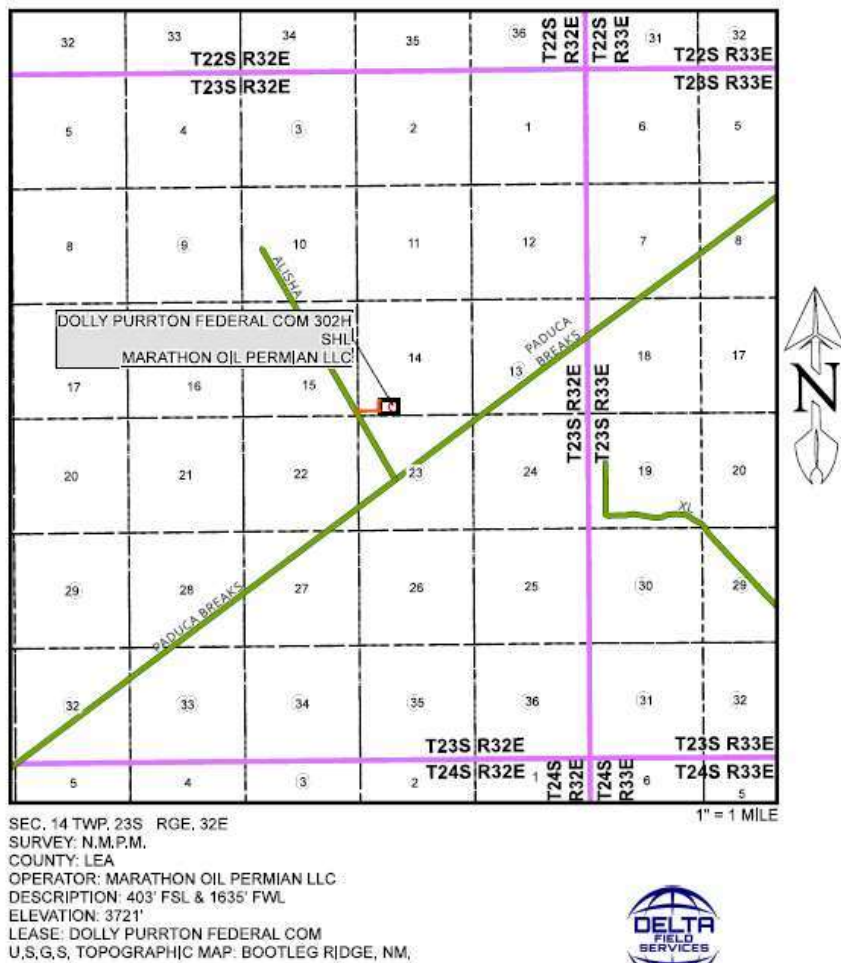 32 33 34 35 36 31 32
T22S R32E T22S R32E T22S R33E T22S R33E
T23S R32E T23S R33E
5 4 3 2 1 6 5
8 9 10 11 12 7 8
ALISHA
DOLLY PURRTON FEDERAL COM 302H
SHL
MARATHON OIL PERMIAN LLC
PADUCA
BREAKS
17 16 15 14 13 18 17
N
T23S R32E
T23S R33E
20 21 22 23 24 19 20
XL
29 28 27 26 25 30 29
PADUCA BREAKS
32 33 34 35 36 31 32
T23S R32E T23S R33E
T24S R32E T24S R32E T24S R33E T24S R33E
5 4 3 2 1 6 5
1" = 1 MILE
SEC. 14 TWP. 23S RGE. 32E
SURVEY: N.M.P.M.
COUNTY: LEA
OPERATOR: MARATHON OIL PERMIAN LLC
DESCRIPTION: 403' FSL & 1635' FWL
ELEVATION: 3721'
LEASE: DOLLY PURRTON FEDERAL COM
U.S.G.S. TOPOGRAPHIC MAP: BOOTLEG RIDGE, NM.
DELTA
FIELD
SERVICES